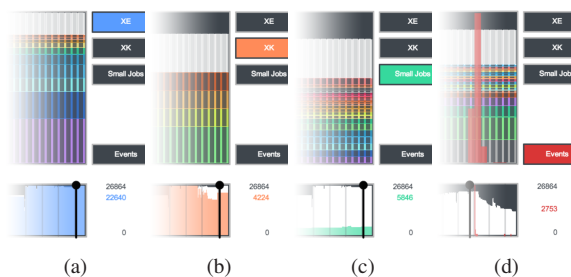 XE
XK
Small Jobs
Events
26864
22640
0
(a)
XE
XK
Small Jobs
Events
26864
4224
0
(b)
XE
XK
Small Jobs
Events
26864
5846
0
(c)
XE
XK
Small Jobs
Events
26864
2753
0
(d)